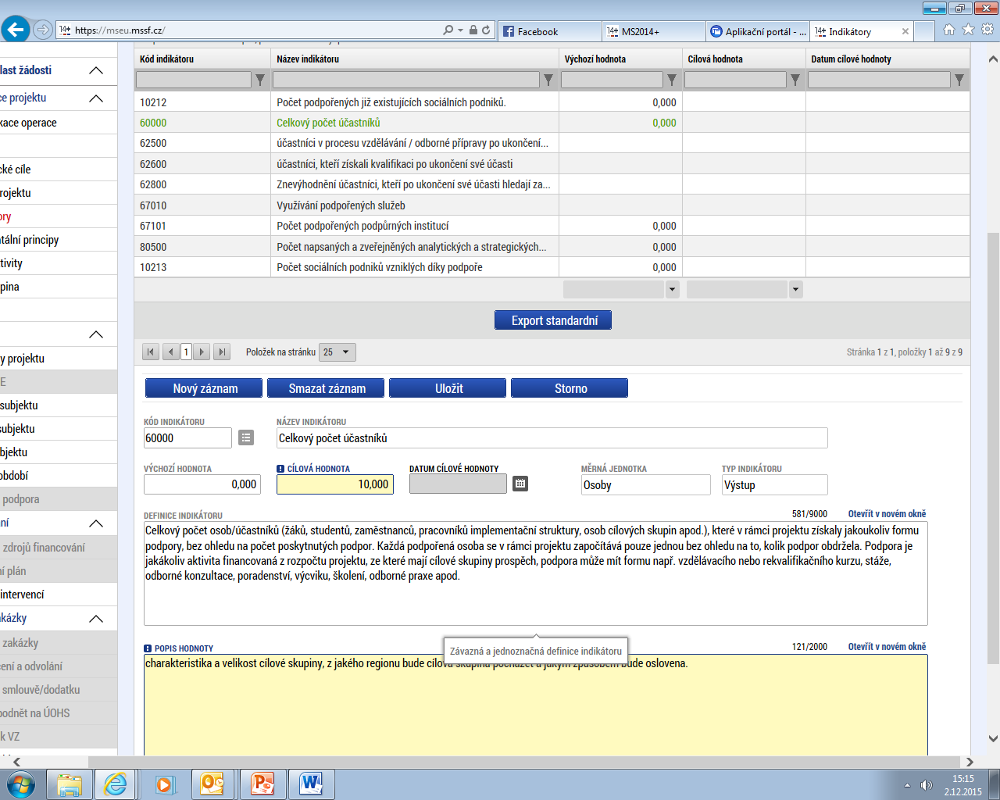 14+ https://mseu.mssf.cz/
Facebook
14+ MS2014+
Aplikační portál - ...
14+ Indikátory
last žádosti
ce projektu
kace operace
cké cíle
rojektu
ory
tální principy
tivity
pina
y projektu
E
subjektu
subjektu
bjektu
období
podpora
ní
zdrojů financování
í plán
intervencí
akázky
zakázky
cení a odvolání
smlouvě/dodatku
podnět na ÚOHS
k VZ
Kód indikátoru Název indikátoru Výchozí hodnota Cílová hodnota Datum cílové hodnoty
10212 Počet podpořených již existujících sociálních podniků. 0,000
60000 Celkový počet účastníků 0,000
62500 účastníci v procesu vzdělávání / odborné přípravy po ukončení...
62600 účastníci, kteří získali kvalifikaci po ukončení své účasti
62800 Znevýhodnění účastníci, kteří po ukončení své účasti hledají za...
67010 Využívání podpořených služeb
67101 Počet podpořených podpůrných institucí 0,000
80500 Počet napsaných a zveřejněných analytických a strategických... 0,000
10213 Počet sociálních podniků vzniklých díky podpoře 0,000
Export standardní
1 Položek na stránku 25 Stránka 1 z 1, položky 1 až 9 z 9
Nový záznam Smazat záznam Uložit Storno
KÓD INDIKÁTORU NÁZEV INDIKÁTORU
60000 Celkový počet účastníků
VÝCHOZÍ HODNOTA CÍLOVÁ HODNOTA DATUM CÍLOVÉ HODNOTY MĚRNÁ JEDNOTKA TYP INDIKÁTORU
0,000 10,000 Osoby Výstup
DEFINICE INDIKÁTORU 581/9000 Otevřít v novém okně
Celkový počet osob/účastníků (žáků, studentů, zaměstnanců, pracovníků implementační struktury, osob cílových skupin apod.), které v rámci projektu získaly jakoukoliv formu
podpory, bez ohledu na počet poskytnutých podpor. Každá podpořená osoba se v rámci projektu započítává pouze jednou bez ohledu na to, kolik podpor obdržela. Podpora je
jakákoliv aktivita financovaná z rozpočtu projektu, ze které mají cílové skupiny prospěch, podpora může mít formu např. vzdělávacího nebo rekvalifikačního kurzu, stáže,
odborné konzultace, poradenství, výcviku, školení, odborné praxe apod.
Závazná a jednoznačná definice indikátoru
POPIS HODNOTY 121/2000 Otevřít v novém okně
charakteristika a velikost cílové skupiny, z jakého regionu bude cílová skupina pocházet a jakým způsobem bude oslovena.
15:15
2.12.2015